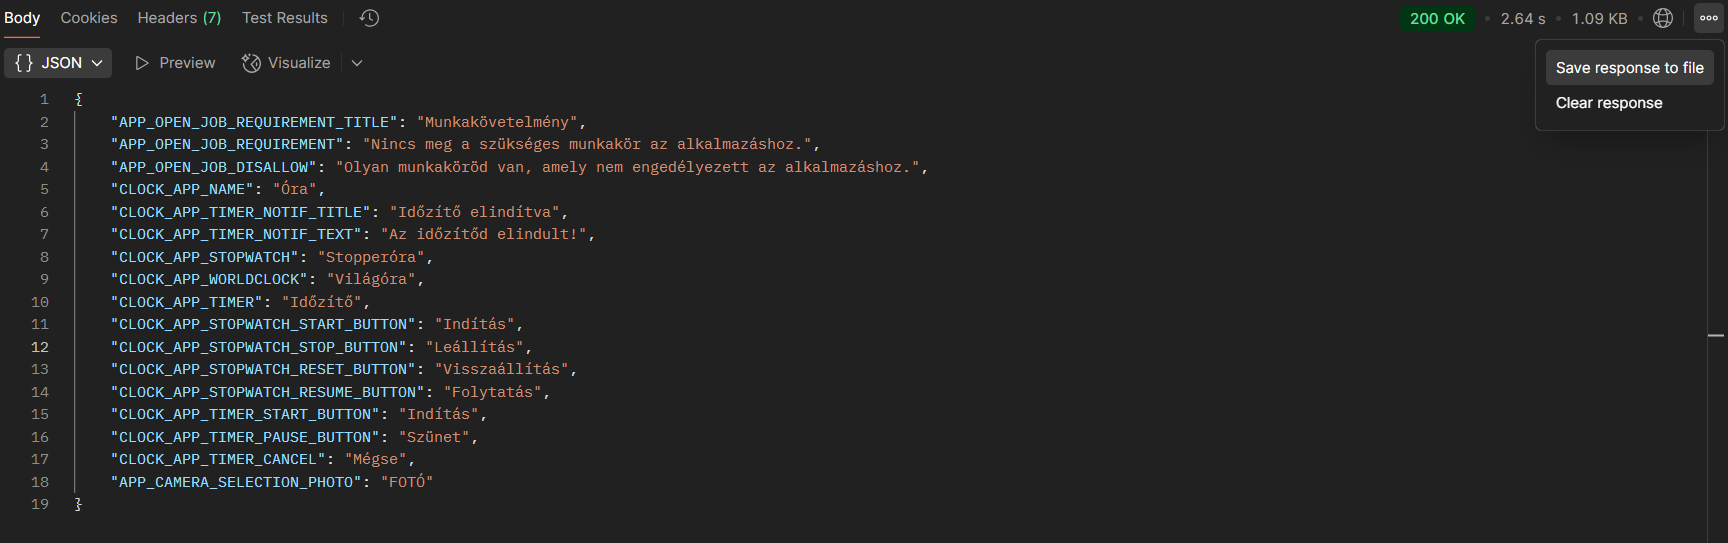 Body Cookies Headers (7) Test Results 200 OK • 2.64 s • 1.09 KB •
{} JSON Preview Visualize
Save response to file
Clear response
1 {
2 "APP_OPEN_JOB_REQUIREMENT_TITLE": "Munkakövetelmény",
3 "APP_OPEN_JOB_REQUIREMENT": "Nincs meg a szükséges munkakör az alkalmazáshoz.",
4 "APP_OPEN_JOB_DISALLOW": "Olyan munkaköröd van, amely nem engedélyezett az alkalmazáshoz.",
5 "CLOCK_APP_NAME": "Óra",
6 "CLOCK_APP_TIMER_NOTIF_TITLE": "Időzítő elindítva",
7 "CLOCK_APP_TIMER_NOTIF_TEXT": "Az időzítőd elindult!",
8 "CLOCK_APP_STOPWATCH": "Stopperóra",
9 "CLOCK_APP_WORLDCLOCK": "Világóra",
10 "CLOCK_APP_TIMER": "Időzítő",
11 "CLOCK_APP_STOPWATCH_START_BUTTON": "Indítás",
12 "CLOCK_APP_STOPWATCH_STOP_BUTTON": "Leállítás",
13 "CLOCK_APP_STOPWATCH_RESET_BUTTON": "Visszaállítás",
14 "CLOCK_APP_STOPWATCH_RESUME_BUTTON": "Folytatás",
15 "CLOCK_APP_TIMER_START_BUTTON": "Indítás",
16 "CLOCK_APP_TIMER_PAUSE_BUTTON": "Szünet",
17 "CLOCK_APP_TIMER_CANCEL": "Mégse",
18 "APP_CAMERA_SELECTION_PHOTO": "FOTÓ"
19 }